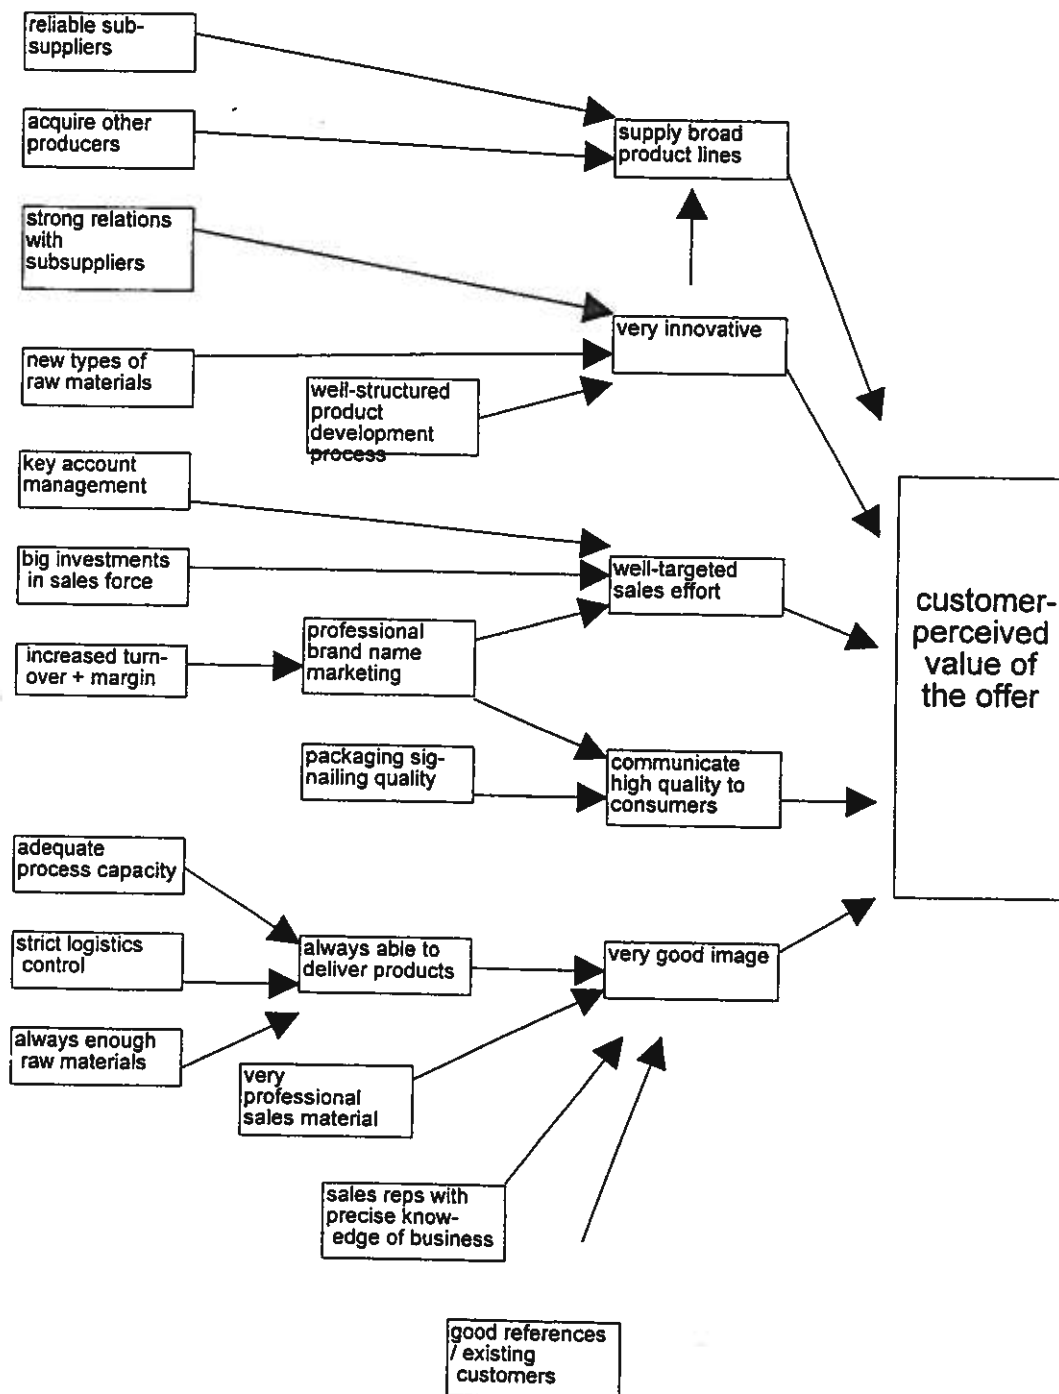 reliable sub-
suppliers
acquire other
producers
supply broad
product lines
strong relations
with
subsuppliers
very innovative
new types of
raw materials
well-structured
product
development
process
key account
management
big investments
in sales force
well-targeted
sales effort
customer-
perceived
value of
the offer
increased turn-
over + margin
professional
brand name
marketing
packaging sig-
nailing quality
communicate
high quality to
consumers
adequate
process capacity
strict logistics
control
always able to
deliver products
very good image
always enough
raw materials
very
professional
sales material
sales reps with
precise know-
edge of business
good references
/ existing
customers